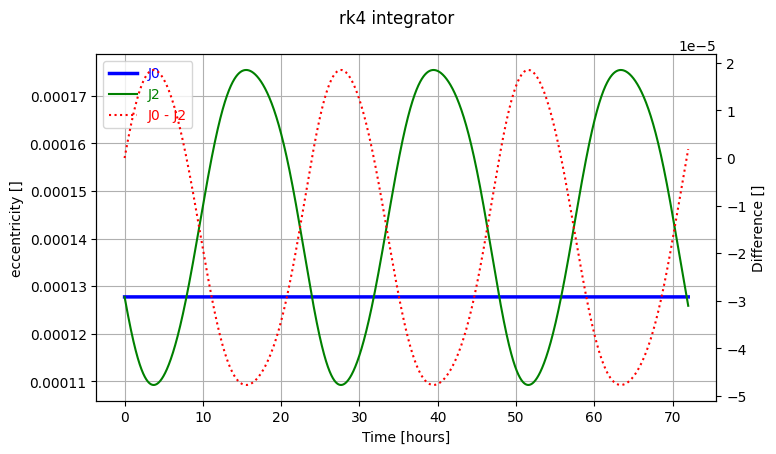 rk4 integrator
1e−5
J0
J2
J0 - J2
0.00017
0.00016
0.00015
0.00014
0.00013
0.00012
0.00011
eccentricity []
2
1
0
−1
−2
−3
−4
−5
Difference []
0 10 20 30 40 50 60 70
Time [hours]